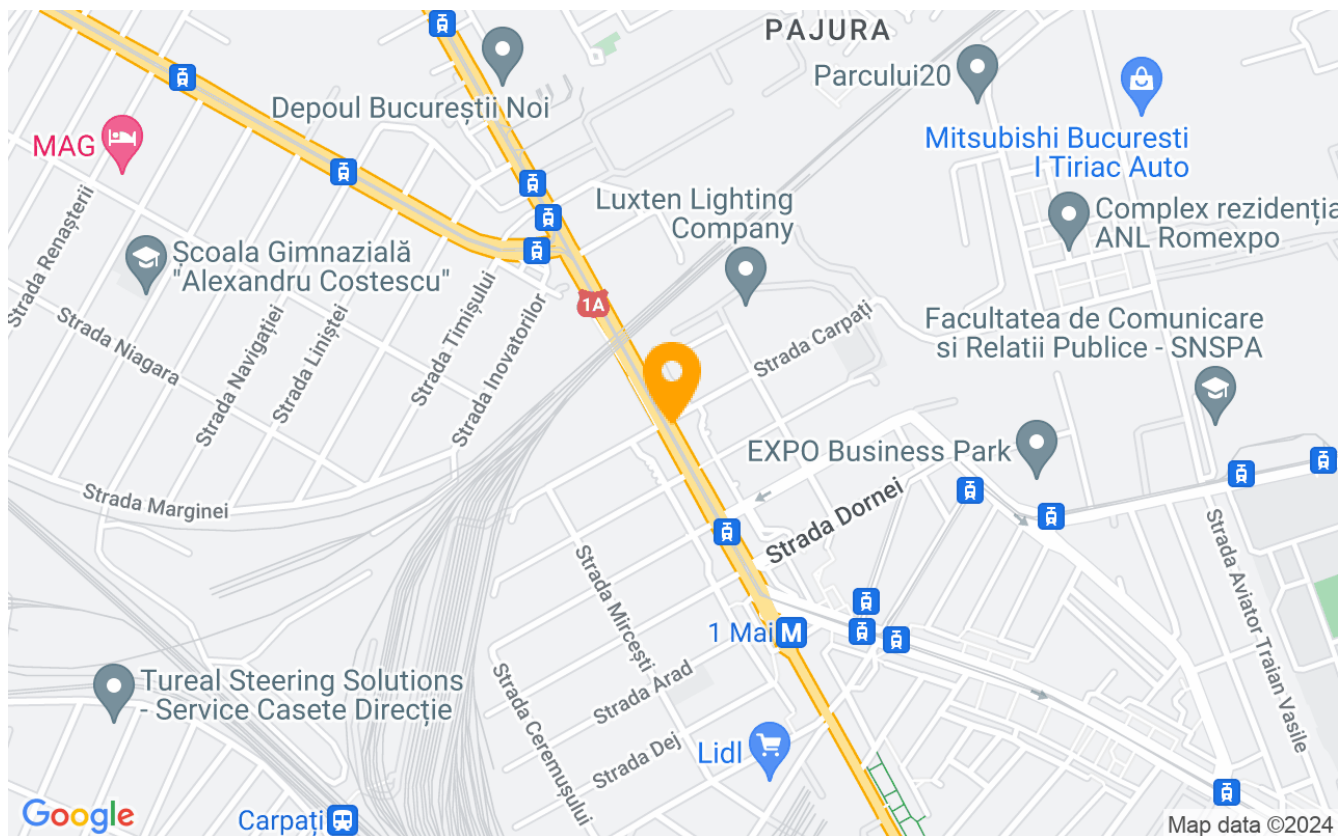 PAJURA
Parcului20
Depoul Bucureștii Noi
Mitsubishi Bucuresti
I Tiriac Auto
MAG
Luxten Lighting
Company
Complex rezidenția
ANL Romexpo
Școala Gimnazială
"Alexandru Costescu"
Strada Renașterii
1A
Strada Timișului
Strada Inovatorilor
Strada Navigației
Strada Liniștei
Strada Niagara
Strada Carpați
Facultatea de Comunicare
si Relatii Publice - SNSPA
EXPO Business Park
Strada Marginei
Strada Dornei
Strada Mircești
Strada Aviator Traian Vasile
1 Mai
M
Tureal Steering Solutions
- Service Casete Direcție
Strada Ceremușului
Strada Arad
Strada Dej
Lidl
Google
Carpați
Map data ©2024